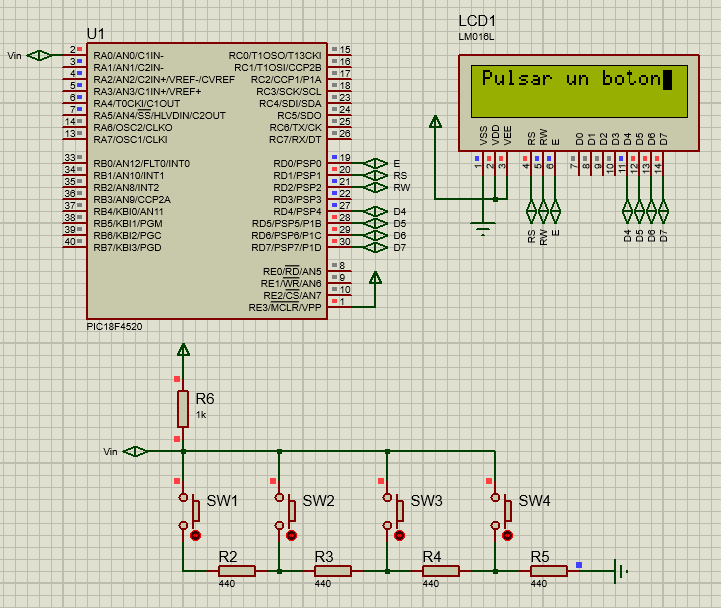 U1
Vin
2 RA0/AN0/C1IN-
3 RA1/AN1/C2IN-
4 RA2/AN2/C2IN+/VREF-/CVREF
5 RA3/AN3/C1IN+/VREF+
6 RA4/T0CKI/C1OUT
7 RA5/AN4/SS/HLVDIN/C2OUT
14 RA6/OSC2/CLKO
13 RA7/OSC1/CLKI
33 RB0/AN12/FLT0/INT0
34 RB1/AN10/INT1
35 RB2/AN8/INT2
36 RB3/AN9/CCP2A
37 RB4/KBI0/AN11
38 RB5/KBI1/PGM
39 RB6/KBI2/PGC
40 RB7/KBI3/PGD
RC0/T1OSO/T13CKI 15
RC1/T1OSI/CCP2B 16
RC2/CCP1/P1A 17
RC3/SCK/SCL 18
RC4/SDI/SDA 23
RC5/SDO 24
RC6/TX/CK 25
RC7/RX/DT 26
RD0/PSP0 19 E
RD1/PSP1 20 RS
RD2/PSP2 21 RW
RD3/PSP3 22
RD4/PSP4 27 D4
RD5/PSP5/P1B 28 D5
RD6/PSP6/P1C 29 D6
RD7/PSP7/P1D 30 D7
RE0/RD/AN5 8
RE1/WR/AN6 9
RE2/CS/AN7 10
RE3/MCLR/VPP 1
PIC18F4520
LCD1
LM016L
Pulsar un boton
VSS VDD VEE RS RW E D0 D1 D2 D3 D4 D5 D6 D7
1 2 3 4 5 6 7 8 9 10 11 12 13 14
RS RW E D4 D5 D6 D7
R6
1k
Vin
SW1 SW2 SW3 SW4
R2 R3 R4 R5
440 440 440 440